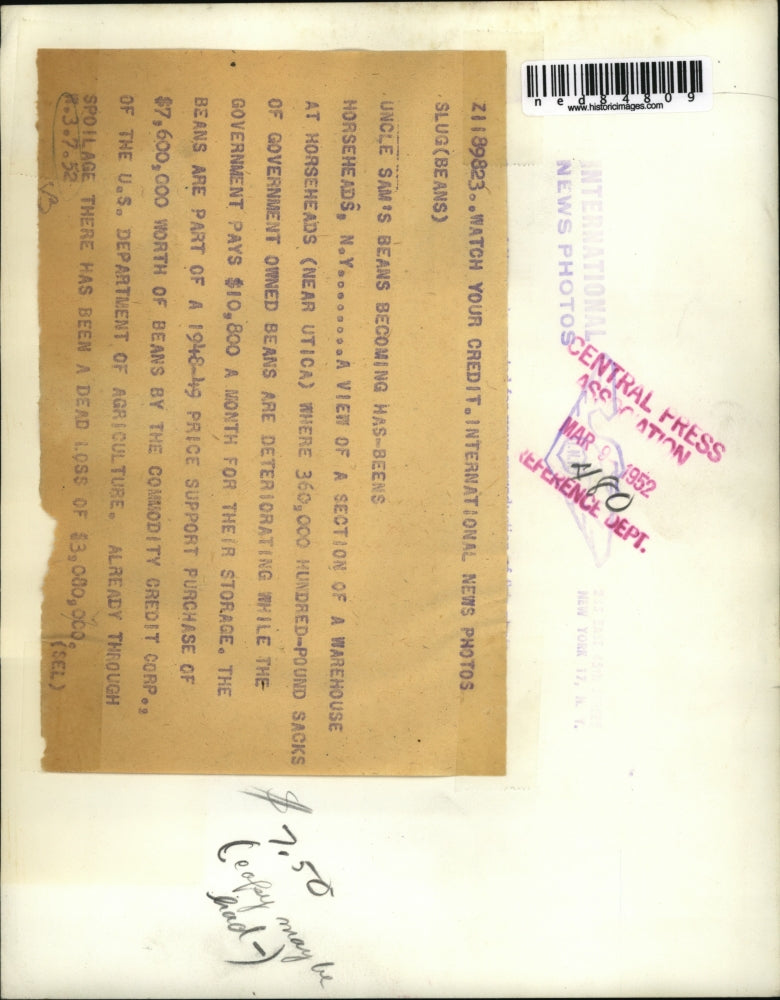 Z1189823..WATCH YOUR CREDIT.INTERNATIONAL NEWS PHOTOS
SLUG(BEANS)
UNCLE SAM'S BEANS BECOMING HAS-BEENS
HORSEHEADS, N.Y........A VIEW OF A SECTION OF A WAREHOUSE
AT HORSEHEADS (NEAR UTICA) WHERE 360,000 HUNDRED-POUND SACKS
OF GOVERNMENT OWNED BEANS ARE DETERIORATING WHILE THE
GOVERNMENT PAYS $10,800 A MONTH FOR THEIR STORAGE. THE
BEANS ARE PART OF A 1948-49 PRICE SUPPORT PURCHASE OF
$7,600,000 WORTH OF BEANS BY THE COMMODITY CREDIT CORP.,
OF THE U.S. DEPARTMENT OF AGRICULTURE. ALREADY THROUGH
SPOILAGE THERE HAS BEEN A DEAD LOSS OF $3,000,000.
3.7.52
(SEL)
ned84809
www.historicimages.com
INTERNATIONAL
NEWS PHOTOS
CENTRAL PRESS
ASSOCIATION
MAR 9 1952
REFERENCE DEPT.
NEW YORK 17, N. Y.
$7.50
(copy may be
bad-)